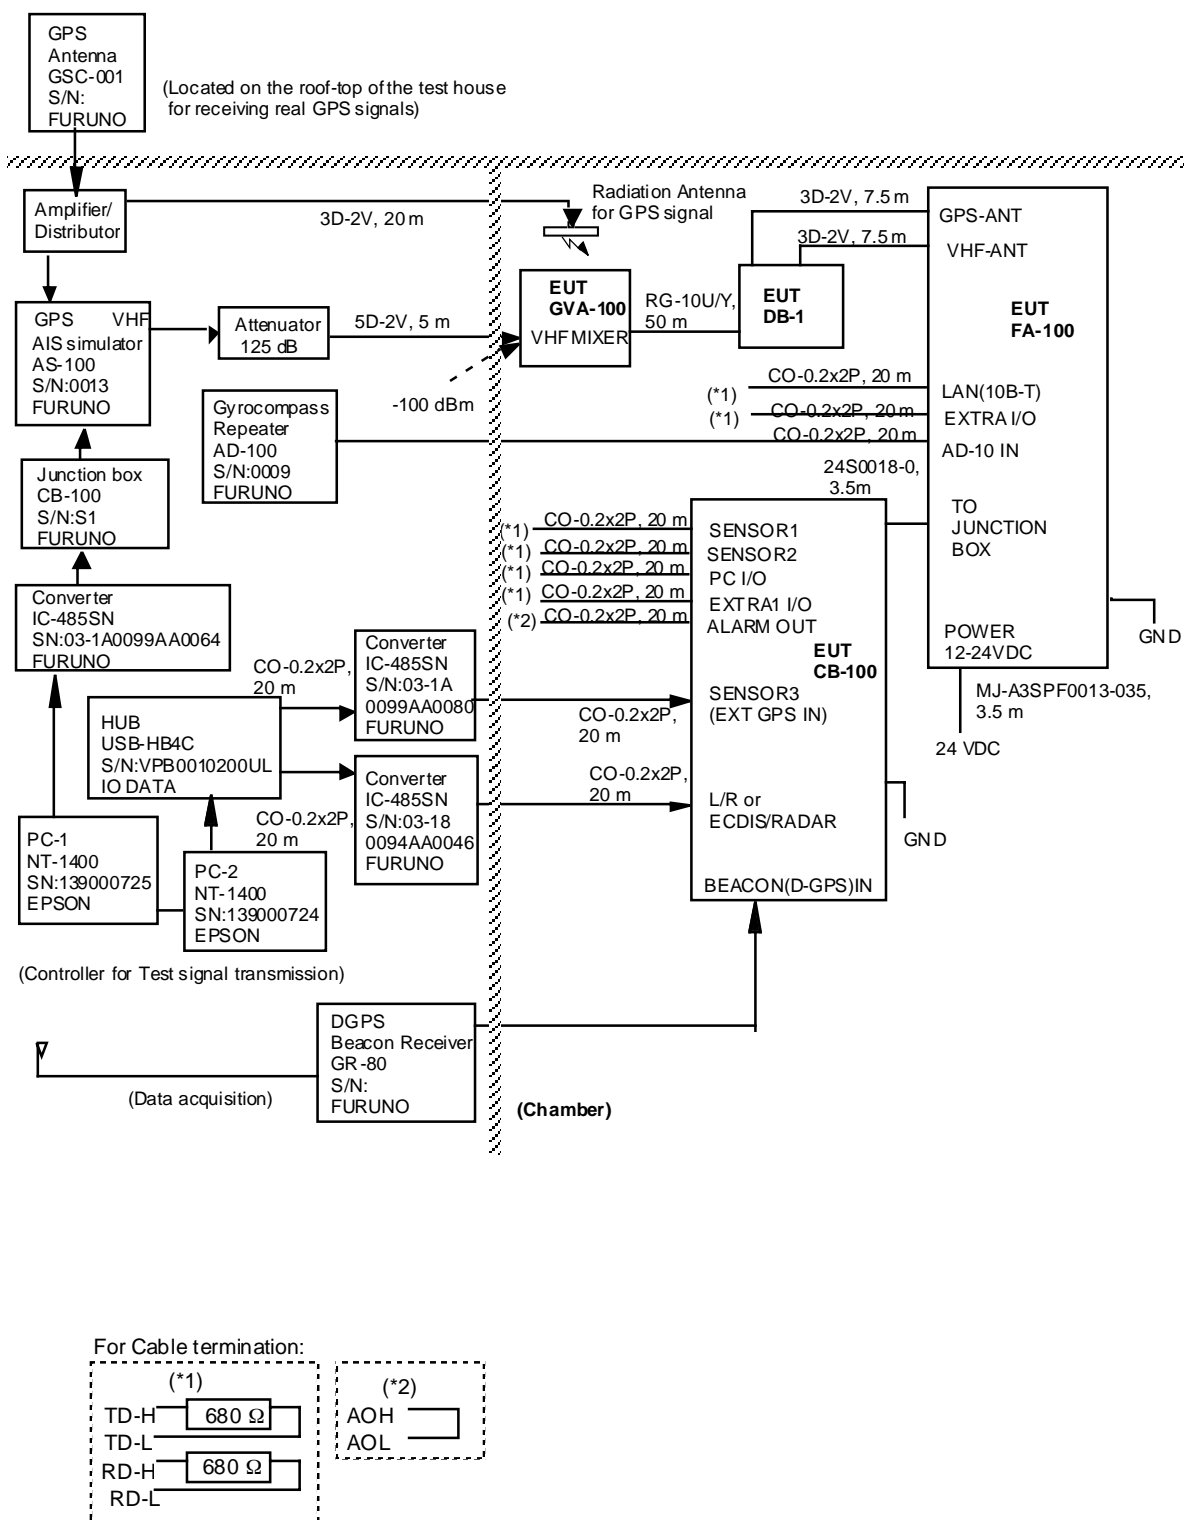 GPS
Antenna
GSC-001
S/N:
FURUNO
(Located on the roof-top of the test house
for receiving real GPS signals)
Amplifier/
Distributor
3D-2V, 20 m
Radiation Antenna
for GPS signal
3D-2V, 7.5 m
GPS-ANT
3D-2V, 7.5 m
VHF-ANT
EUT
FA-100
EUT
GVA-100
VHF MIXER
RG-10U/Y,
50 m
EUT
DB-1
GPS VHF
AIS simulator
AS-100
S/N:0013
FURUNO
Attenuator
125 dB
5D-2V, 5 m
-100 dBm
Gyrocompass
Repeater
AD-100
S/N:0009
FURUNO
(*1)
CO-0.2x2P, 20 m
LAN(10B-T)
(*1)
CO-0.2x2P, 20 m
EXTRA I/O
CO-0.2x2P, 20 m
AD-10 IN
24S0018-0,
3.5m
TO
JUNCTION
BOX
Junction box
CB-100
S/N:S1
FURUNO
(*1) CO-0.2x2P, 20 m
SENSOR1
(*1) CO-0.2x2P, 20 m
SENSOR2
(*1) CO-0.2x2P, 20 m
PC I/O
(*1) CO-0.2x2P, 20 m
EXTRA1 I/O
(*2) CO-0.2x2P, 20 m
ALARM OUT
EUT
CB-100
Converter
IC-485SN
SN:03-1A0099AA0064
FURUNO
GND
POWER
12-24VDC
MJ-A3SPF0013-035,
3.5 m
24 VDC
CO-0.2x2P,
20 m
Converter
IC-485SN
S/N:03-1A
0099AA0080
FURUNO
SENSOR3
(EXT GPS IN)
CO-0.2x2P,
20 m
HUB
USB-HB4C
S/N:VPB0010200UL
IO DATA
Converter
IC-485SN
S/N:03-18
0094AA0046
FURUNO
CO-0.2x2P,
20 m
L/R or
ECDIS/RADAR
GND
CO-0.2x2P,
20 m
PC-1
NT-1400
SN:139000725
EPSON
PC-2
NT-1400
SN:139000724
EPSON
BEACON(D-GPS)IN
(Controller for Test signal transmission)
DGPS
Beacon Receiver
GR-80
S/N:
FURUNO
(Data acquisition)
(Chamber)
For Cable termination:
(*1)
TD-H 680 Ω
TD-L
RD-H 680 Ω
RD-L
(*2)
AOH
AOL